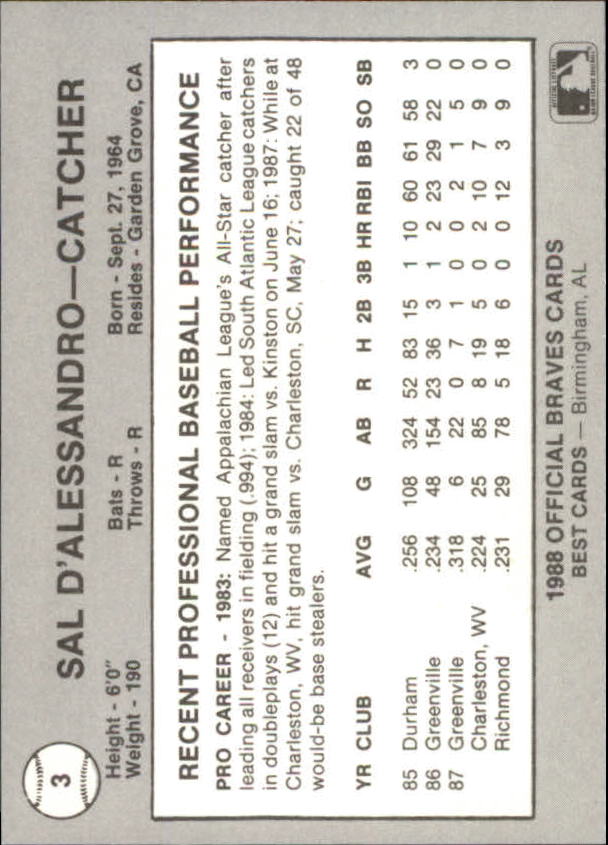 3
SAL D'ALESSANDRO—CATCHER
Height - 6'0" Bats - R Born - Sept. 27, 1964
Weight - 190 Throws - R Resides - Garden Grove, CA
RECENT PROFESSIONAL BASEBALL PERFORMANCE
PRO CAREER - 1983: Named Appalachian League's All-Star catcher after
leading all receivers in fielding (.994); 1984: Led South Atlantic League catchers
in doubleplays (12) and hit a grand slam vs. Kinston on June 16; 1987: While at
Charleston, WV, hit grand slam vs. Charleston, SC, May 27; caught 22 of 48
would-be base stealers.
YR CLUB AVG G AB R H 2B 3B HR RBI BB SO SB
85 Durham .256 108 324 52 83 15 1 10 60 61 58 3
86 Greenville .234 48 154 23 36 3 1 2 23 29 22 0
87 Greenville .318 6 22 0 7 1 0 0 2 1 5 0
Charleston, WV .224 25 85 8 19 5 0 2 10 7 9 0
Richmond .231 29 78 5 18 6 0 0 12 3 9 0
1988 OFFICIAL BRAVES CARDS
BEST CARDS — Birmingham, AL